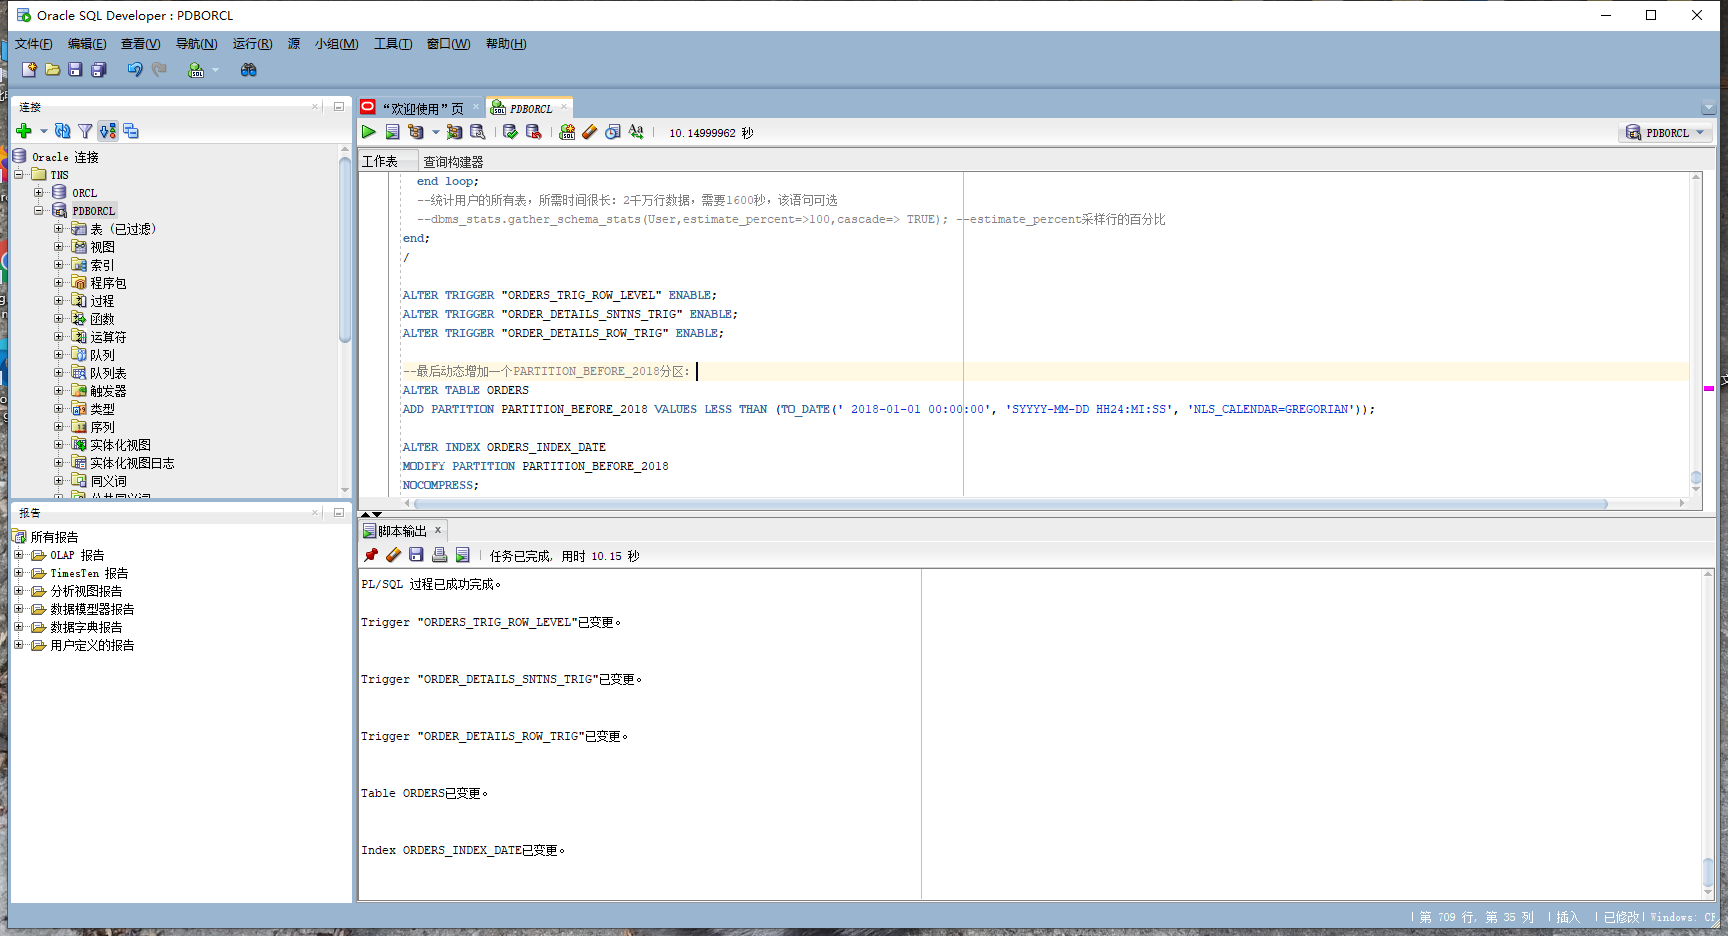 Oracle SQL Developer : PDBORCL
文件(F) 编辑(E) 查看(V) 导航(N) 运行(R) 源 小组(M) 工具(T) 窗口(W) 帮助(H)
连接
Oracle 连接
TNS
ORCL
PDBORCL
表 (已过滤)
视图
索引
程序包
过程
函数
运算符
队列
队列表
触发器
类型
序列
实体化视图
实体化视图日志
同义词
公共同义词
报告
所有报告
OLAP 报告
TimesTen 报告
分析视图报告
数据模型器报告
数据字典报告
用户定义的报告
“欢迎使用”页 PDBORCL
10.14999962 秒
PDBORCL
工作表 查询构建器
end loop;
--统计用户的所有表，所需时间很长：2千万行数据，需要1600秒，该语句可选
--dbms_stats.gather_schema_stats(User,estimate_percent=>100,cascade=> TRUE); --estimate_percent采样行的百分比
end;
/
ALTER TRIGGER "ORDERS_TRIG_ROW_LEVEL" ENABLE;
ALTER TRIGGER "ORDER_DETAILS_SNTNS_TRIG" ENABLE;
ALTER TRIGGER "ORDER_DETAILS_ROW_TRIG" ENABLE;
--最后动态增加一个PARTITION_BEFORE_2018分区：
ALTER TABLE ORDERS
ADD PARTITION PARTITION_BEFORE_2018 VALUES LESS THAN (TO_DATE(' 2018-01-01 00:00:00', 'SYYYY-MM-DD HH24:MI:SS', 'NLS_CALENDAR=GREGORIAN'));
ALTER INDEX ORDERS_INDEX_DATE
MODIFY PARTITION PARTITION_BEFORE_2018
NOCOMPRESS;
脚本输出
任务已完成, 用时 10.15 秒
PL/SQL 过程已成功完成。
Trigger "ORDERS_TRIG_ROW_LEVEL"已变更。
Trigger "ORDER_DETAILS_SNTNS_TRIG"已变更。
Trigger "ORDER_DETAILS_ROW_TRIG"已变更。
Table ORDERS已变更。
Index ORDERS_INDEX_DATE已变更。
第 709 行, 第 35 列 插入 已修改 Windows: CF